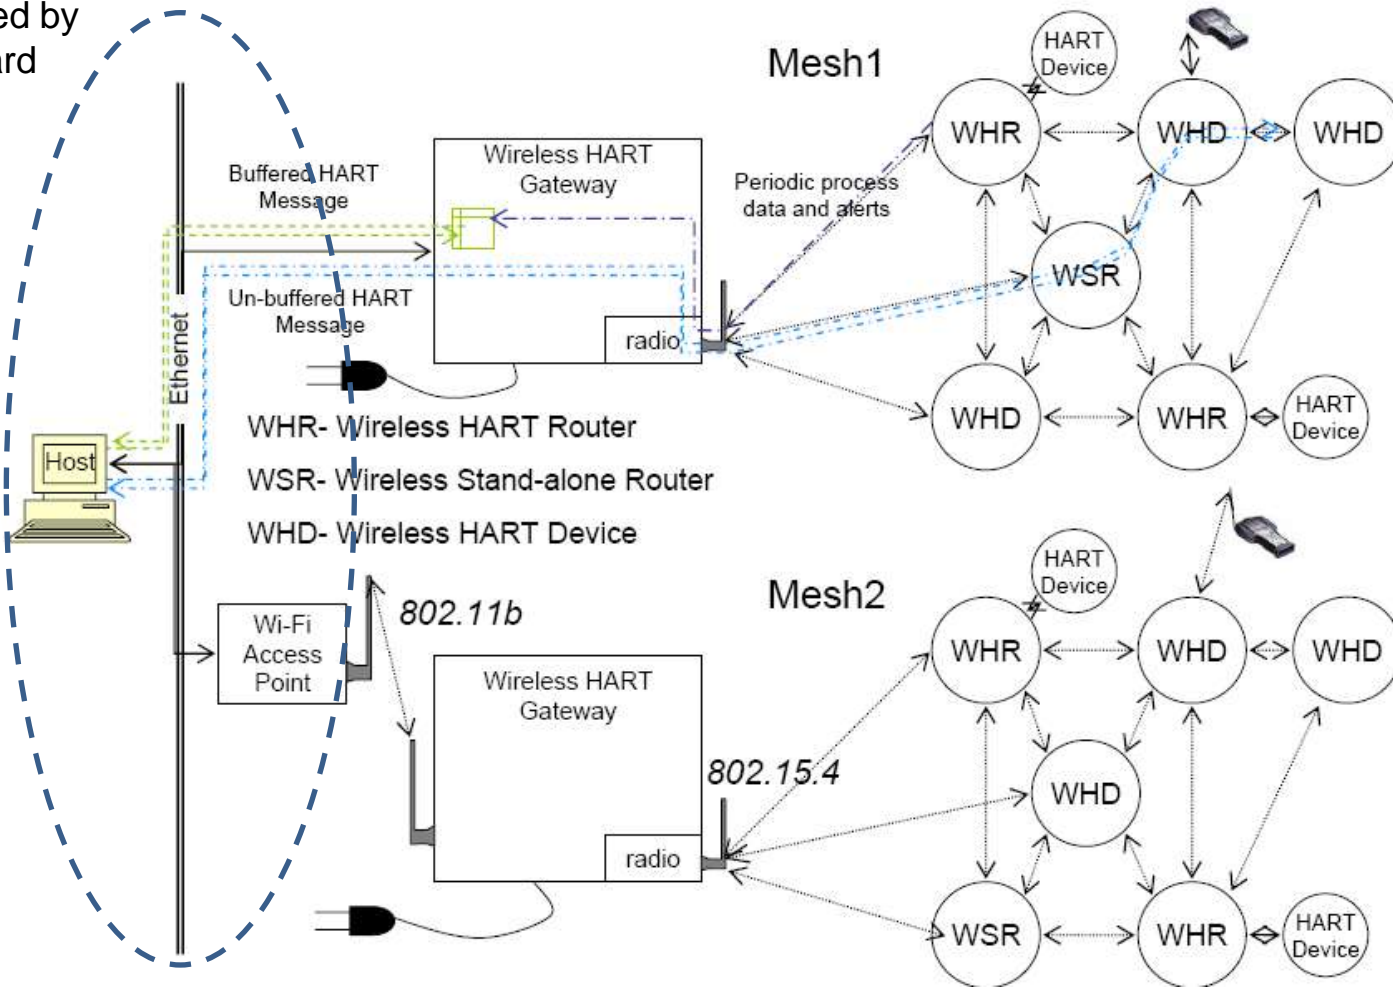 ed by
ard
Mesh1
HART
Device
WHR
WHD
WHD
Wireless HART
Gateway
Buffered HART
Message
Periodic process
data and alerts
WSR
Un-buffered HART
Message
radio
Ethernet
WHD
WHR
HART
Device
WHR- Wireless HART Router
Host
WSR- Wireless Stand-alone Router
WHD- Wireless HART Device
HART
Device
Mesh2
802.11b
Wi-Fi
Access
Point
WHR
WHD
WHD
Wireless HART
Gateway
802.15.4
WHD
radio
WSR
WHR
HART
Device